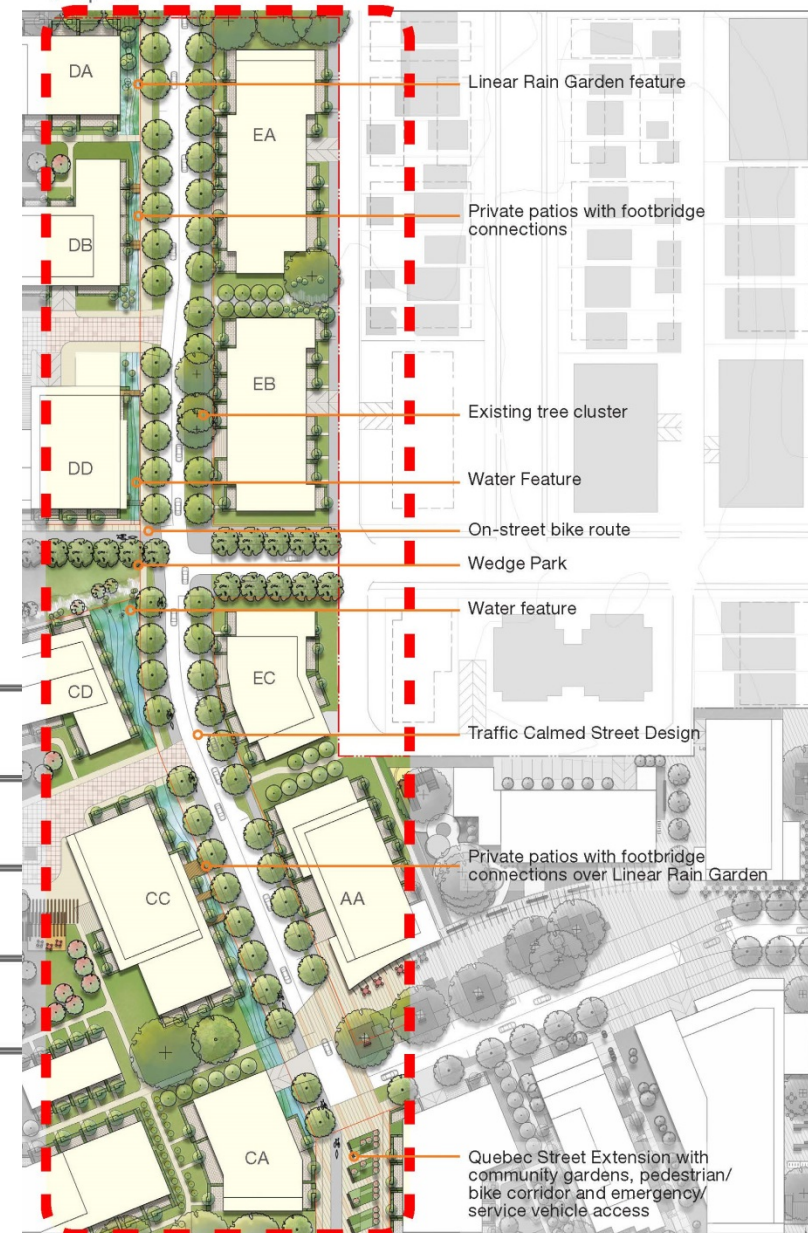 DA
Linear Rain Garden feature
EA
Private patios with footbridge
connections
DB
EB
Existing tree cluster
DD
Water Feature
On-street bike route
Wedge Park
Water feature
EC
CD
Traffic Calmed Street Design
Private patios with footbridge
connections over Linear Rain Garden
CC
AA
CA
Quebec Street Extension with
community gardens, pedestrian/
bike corridor and emergency/
service vehicle access